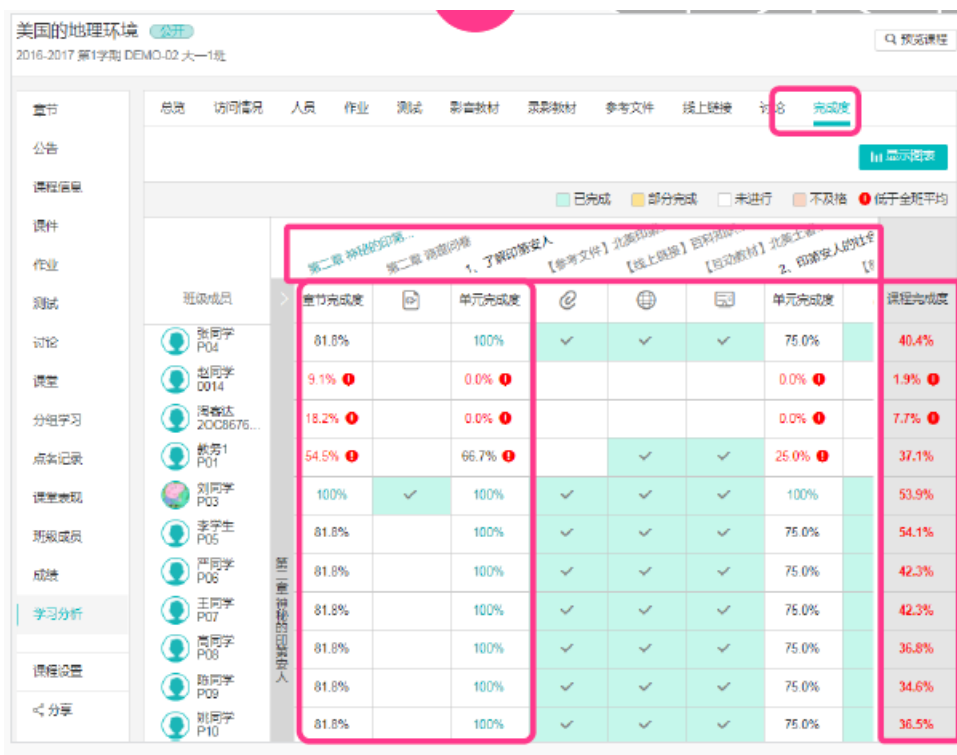 美国的地理环境 公开
2016-2017 第1学期 DEMO-02 大一1班
预览课程
章节
公告
课程信息
课件
作业
测试
讨论
课堂
分组学习
点名记录
课堂表现
班级成员
成绩
学习分析
课程设置
分享
总览 访问情况 人员 作业 测试 影音教材 录影教材 参考文件 线上链接 讨论 完成度
显示图表
已完成 部分完成 未进行 不及格 低于全班平均
第二章 神秘的印第...
第二章 随堂问卷
1、了解印第安人
【参考文件】北美印第
【线上链接】百科
【互动教材】北美土著
2、印第安人的社会
班级成员 章节完成度 单元完成度 单元完成度 课程完成度
第二章 神秘的印第安人
张同学 P04 81.8% 100% 75.0% 40.4%
赵同学 0014 9.1% 0.0% 0.0% 1.9%
20C8676... 18.2% 0.0% 0.0% 7.7%
教务1 P01 54.5% 66.7% 25.0% 37.1%
刘同学 P03 100% 100% 100% 53.9%
李学生 P05 81.8% 100% 75.0% 54.1%
严同学 P06 81.8% 100% 75.0% 42.3%
王同学 P07 81.8% 100% 75.0% 42.3%
高同学 P08 81.8% 100% 75.0% 36.8%
陈同学 P09 81.8% 100% 75.0% 34.6%
姚同学 P10 81.8% 100% 75.0% 36.5%